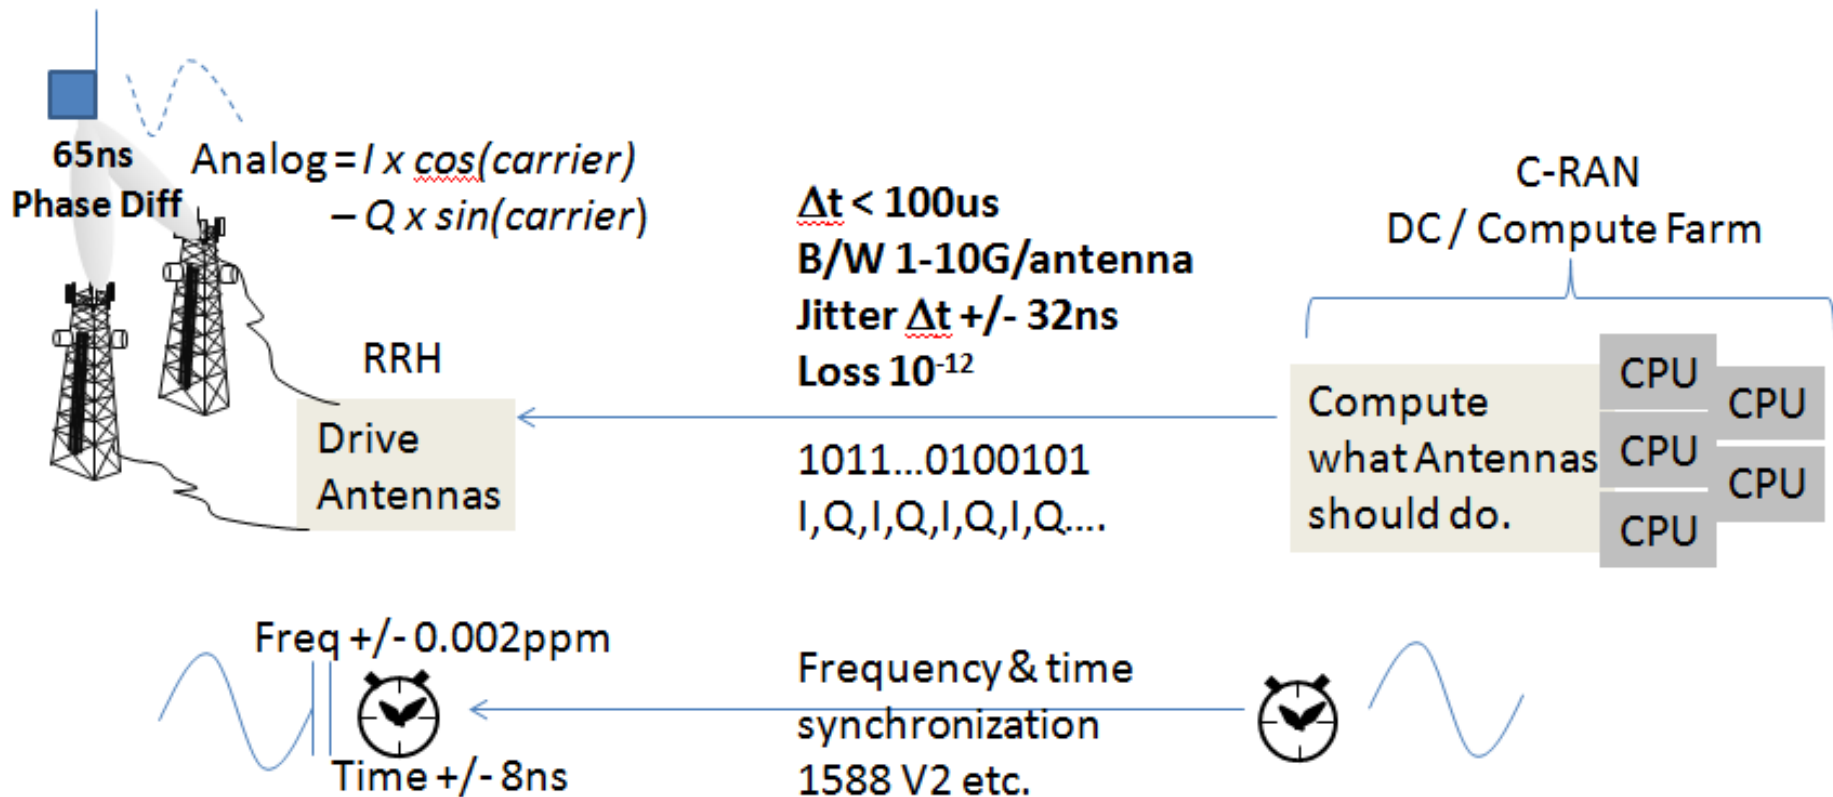 65ns
Phase Diff
Analog = I x cos(carrier)
– Q x sin(carrier)
Δt < 100us
B/W 1-10G/antenna
Jitter Δt +/- 32ns
Loss 10⁻¹²
C-RAN
DC / Compute Farm
RRH
Drive
Antennas
1011...0100101
I,Q,I,Q,I,Q,I,Q....
Compute
what Antennas
should do.
CPU
CPU
CPU
CPU
CPU
Freq +/- 0.002ppm
Time +/- 8ns
Frequency & time
synchronization
1588 V2 etc.